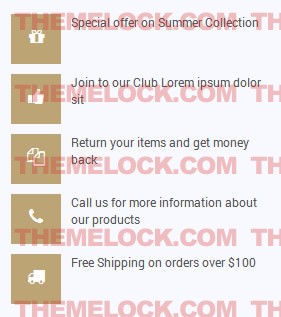 Special offer on Summer Collection
THEMELOCK.COM TH
Join to our Club Lorem ipsum dolor
sit
THEMELOCK.COM TH
Return your items and get money
back
THEMELOCK.COM TH
Call us for more information about
our products
THEMELOCK.COM TH
Free Shipping on orders over $100
THEMELOCK.COM TH